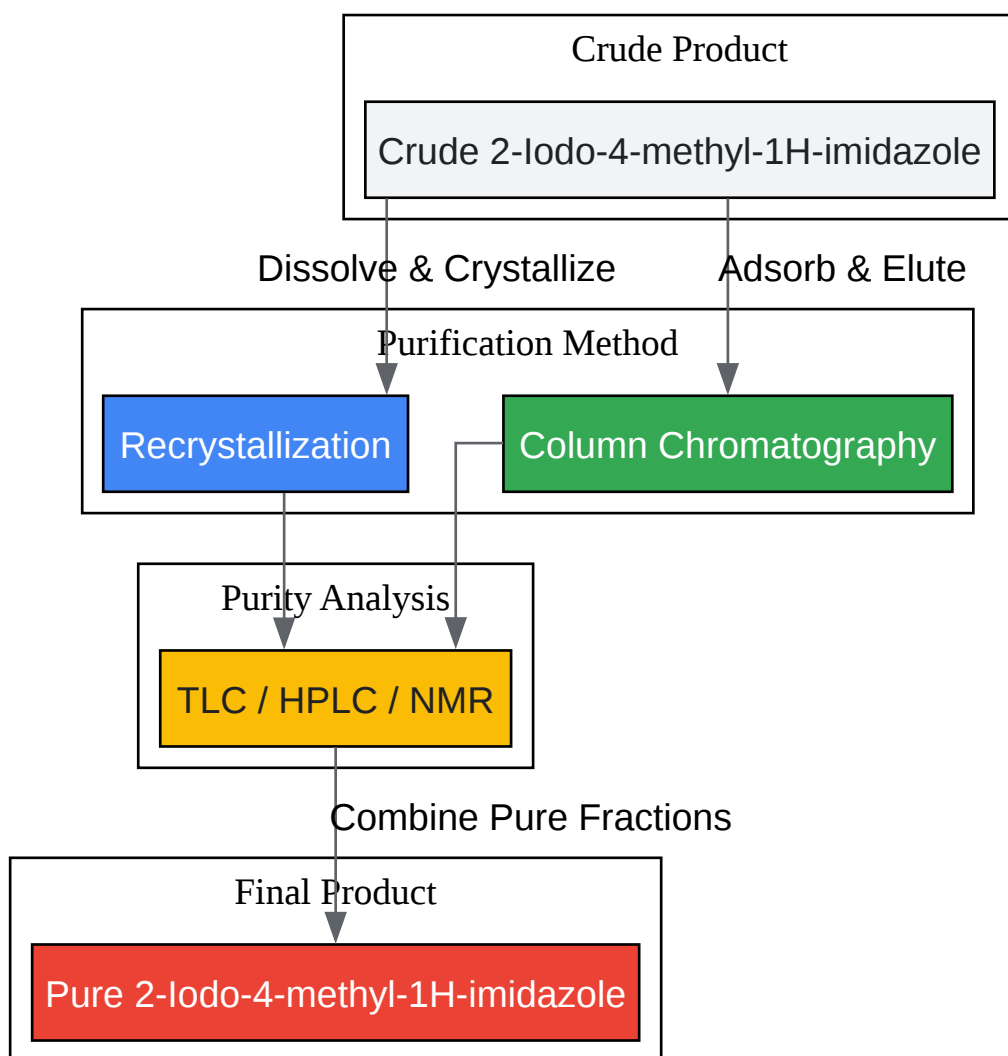 Crude Product
Crude 2-Iodo-4-methyl-1H-imidazole
Dissolve & Crystallize
Adsorb & Elute
Purification Method
Recrystallization
Column Chromatography
Purity Analysis
TLC / HPLC / NMR
Combine Pure Fractions
Final Product
Pure 2-Iodo-4-methyl-1H-imidazole